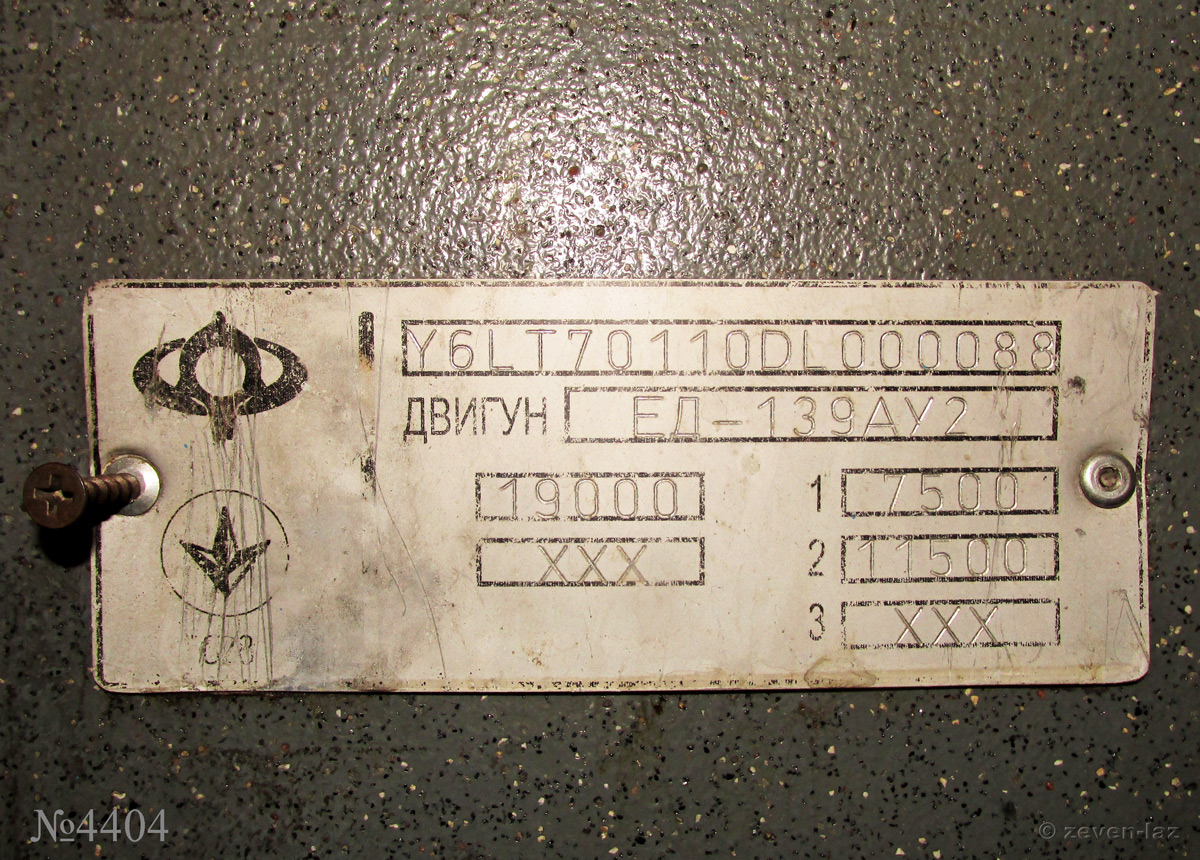 Y6LT70110DL000088
ДВИГУН ЕД-139АУ2
19000 1 7500
XXX 2 11500
3 XXX
№4404
© zeven-laz